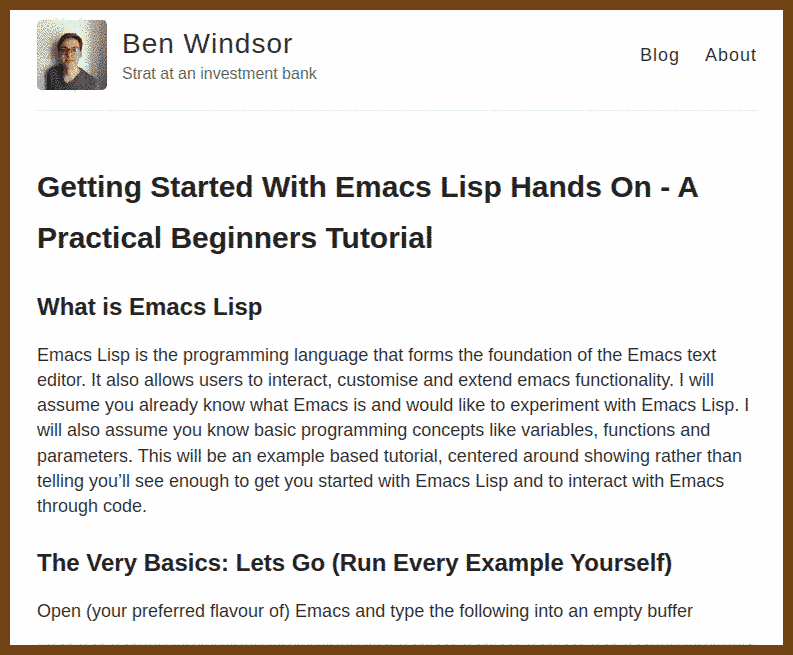 Ben Windsor
Strat at an investment bank
Blog About
Getting Started With Emacs Lisp Hands On - A
Practical Beginners Tutorial
What is Emacs Lisp
Emacs Lisp is the programming language that forms the foundation of the Emacs text
editor. It also allows users to interact, customise and extend emacs functionality. I will
assume you already know what Emacs is and would like to experiment with Emacs Lisp. I
will also assume you know basic programming concepts like variables, functions and
parameters. This will be an example based tutorial, centered around showing rather than
telling you’ll see enough to get you started with Emacs Lisp and to interact with Emacs
through code.
The Very Basics: Lets Go (Run Every Example Yourself)
Open (your preferred flavour of) Emacs and type the following into an empty buffer